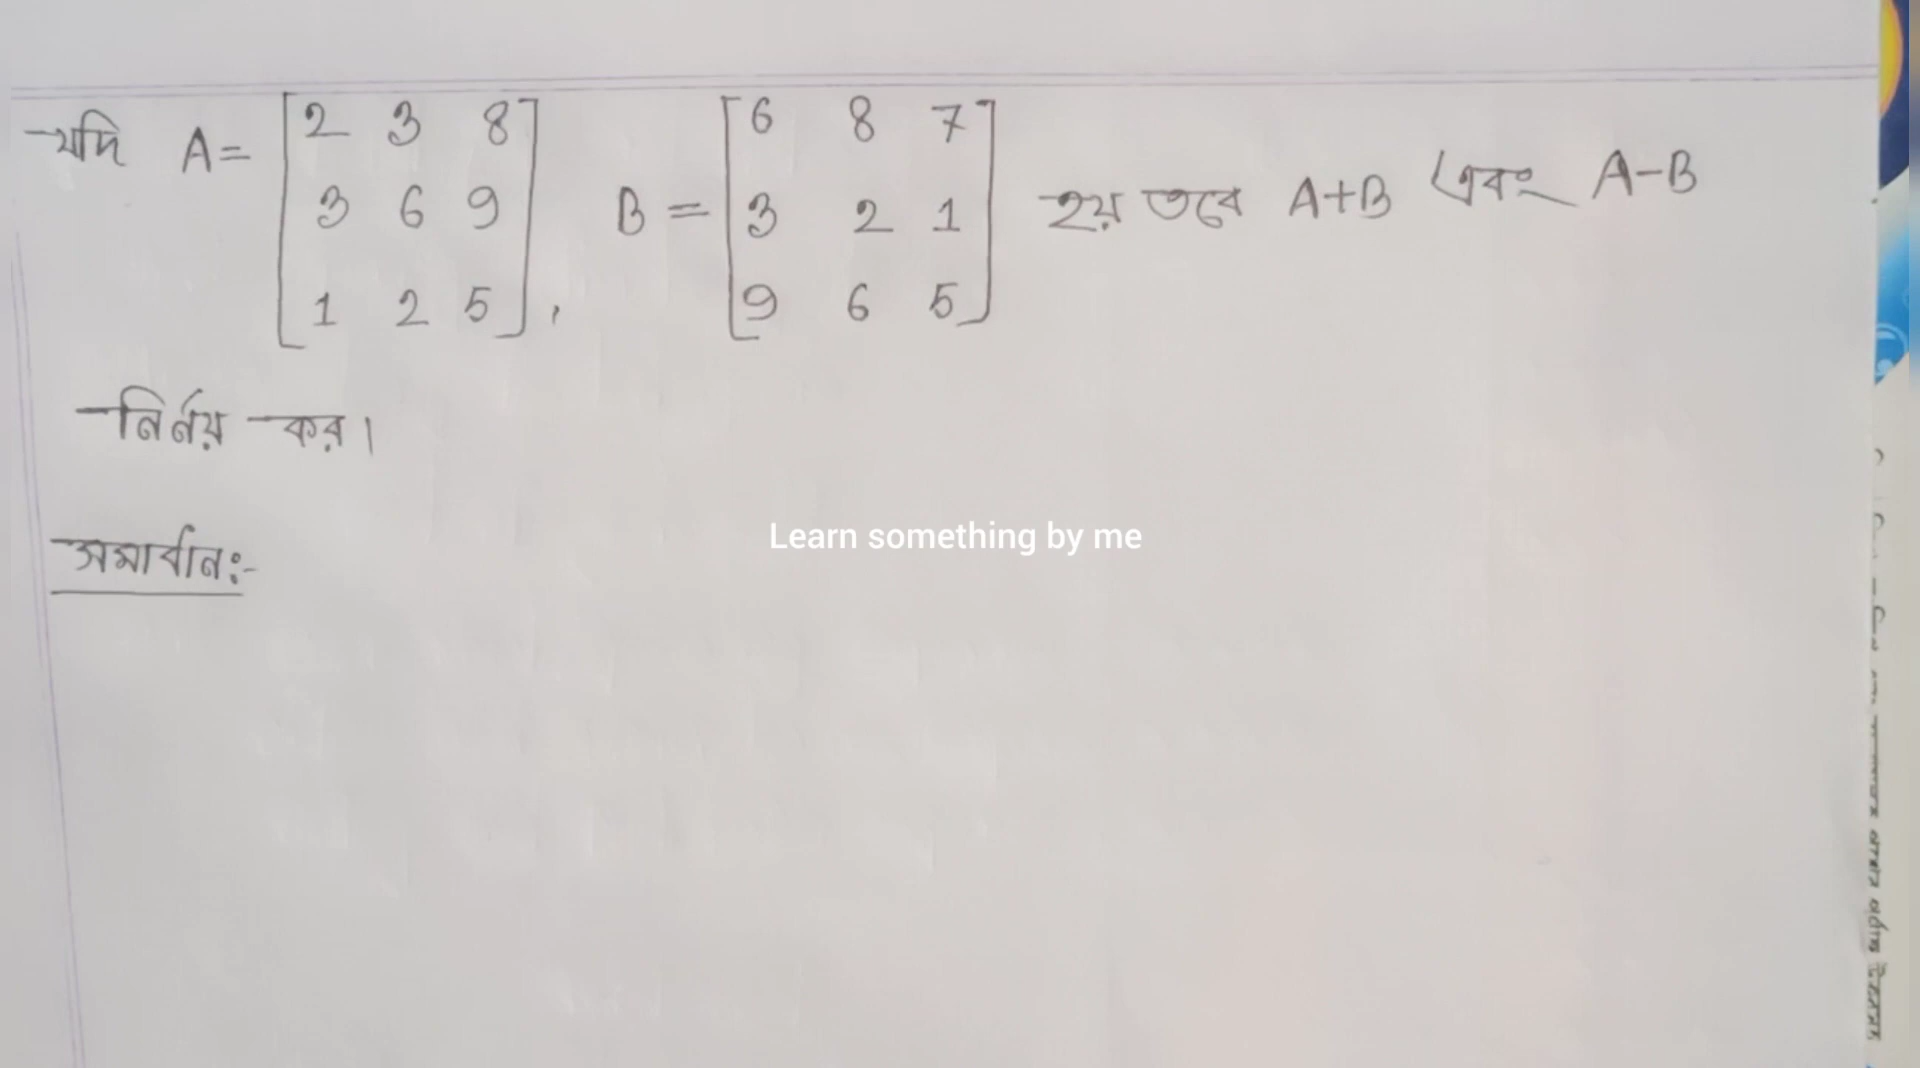 যদি A = [2 3 8
3 6 9
1 2 5], B = [6 8 7
3 2 1
9 6 5] হয় তবে A+B এবং A-B
নির্ণয় কর।
সমাধান:-
Learn something by me